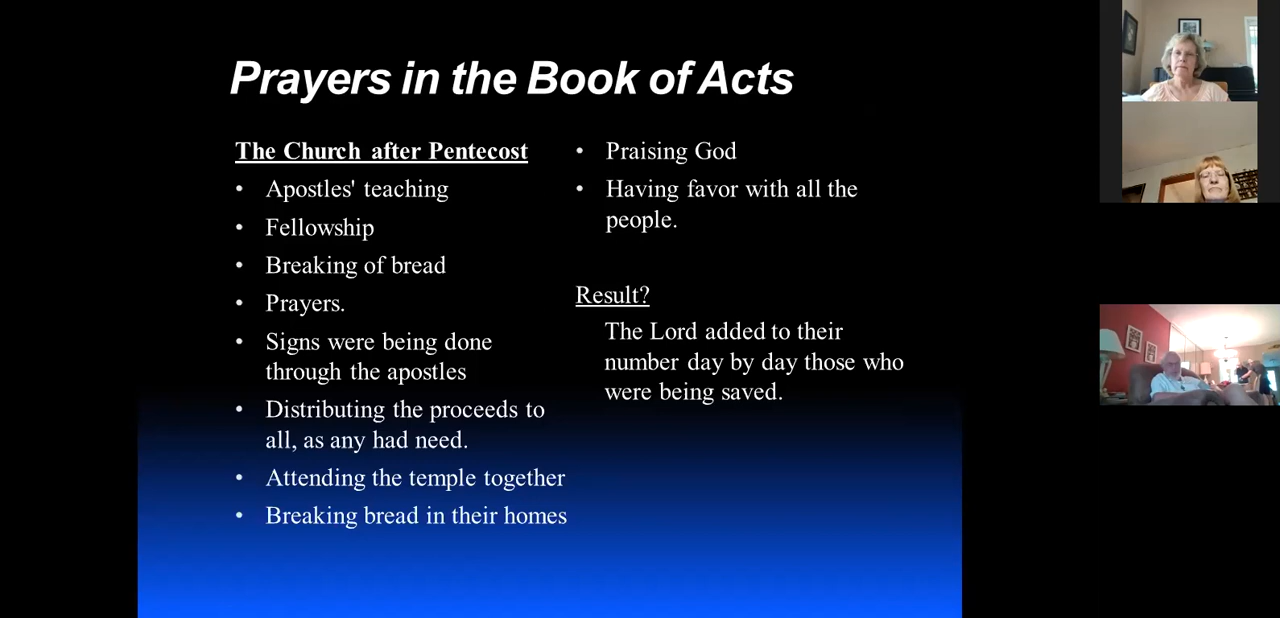 Prayers in the Book of Acts
The Church after Pentecost
• Apostles' teaching
• Fellowship
• Breaking of bread
• Prayers.
• Signs were being done
through the apostles
• Distributing the proceeds to
all, as any had need.
• Attending the temple together
• Breaking bread in their homes
• Praising God
• Having favor with all the
people.
Result?
The Lord added to their
number day by day those who
were being saved.